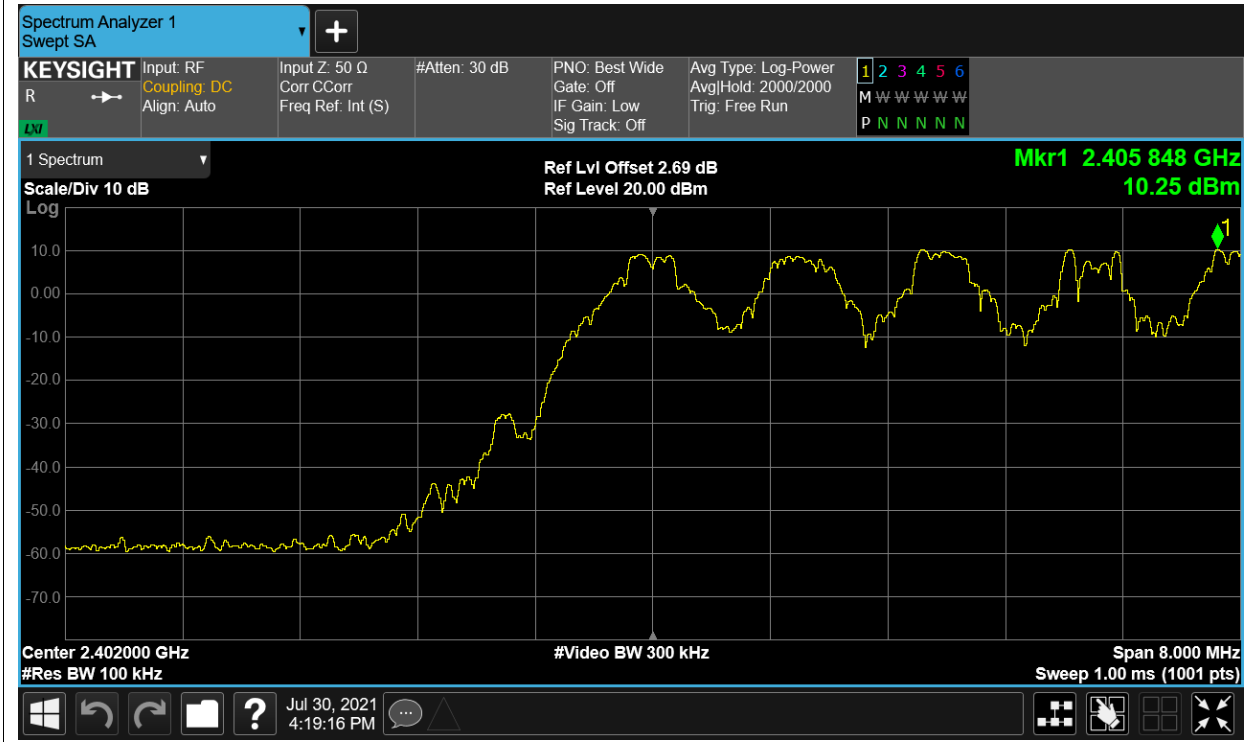 Spectrum Analyzer 1
Swept SA
KEYSIGHT
R
LXI
Input: RF
Coupling: DC
Align: Auto
Input Z: 50 Ω
Corr CCorr
Freq Ref: Int (S)
#Atten: 30 dB
PNO: Best Wide
Gate: Off
IF Gain: Low
Sig Track: Off
Avg Type: Log-Power
Avg|Hold: 2000/2000
Trig: Free Run
1 2 3 4 5 6
M W W W W W
P N N N N N
1 Spectrum
Scale/Div 10 dB
Log
Ref Lvl Offset 2.69 dB
Ref Level 20.00 dBm
Mkr1 2.405 848 GHz
10.25 dBm
1
10.0
0.00
-10.0
-20.0
-30.0
-40.0
-50.0
-60.0
-70.0
Center 2.402000 GHz
#Res BW 100 kHz
#Video BW 300 kHz
Span 8.000 MHz
Sweep 1.00 ms (1001 pts)
Jul 30, 2021
4:19:16 PM